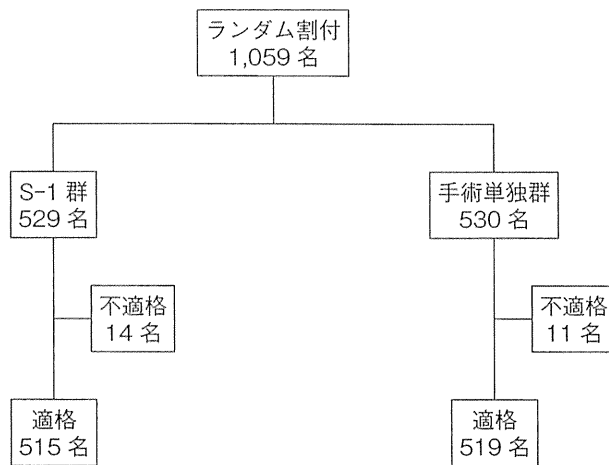 ランダム割付
1,059 名
S-1 群
529 名
手術単独群
530 名
不適格
14 名
不適格
11 名
適格
515 名
適格
519 名